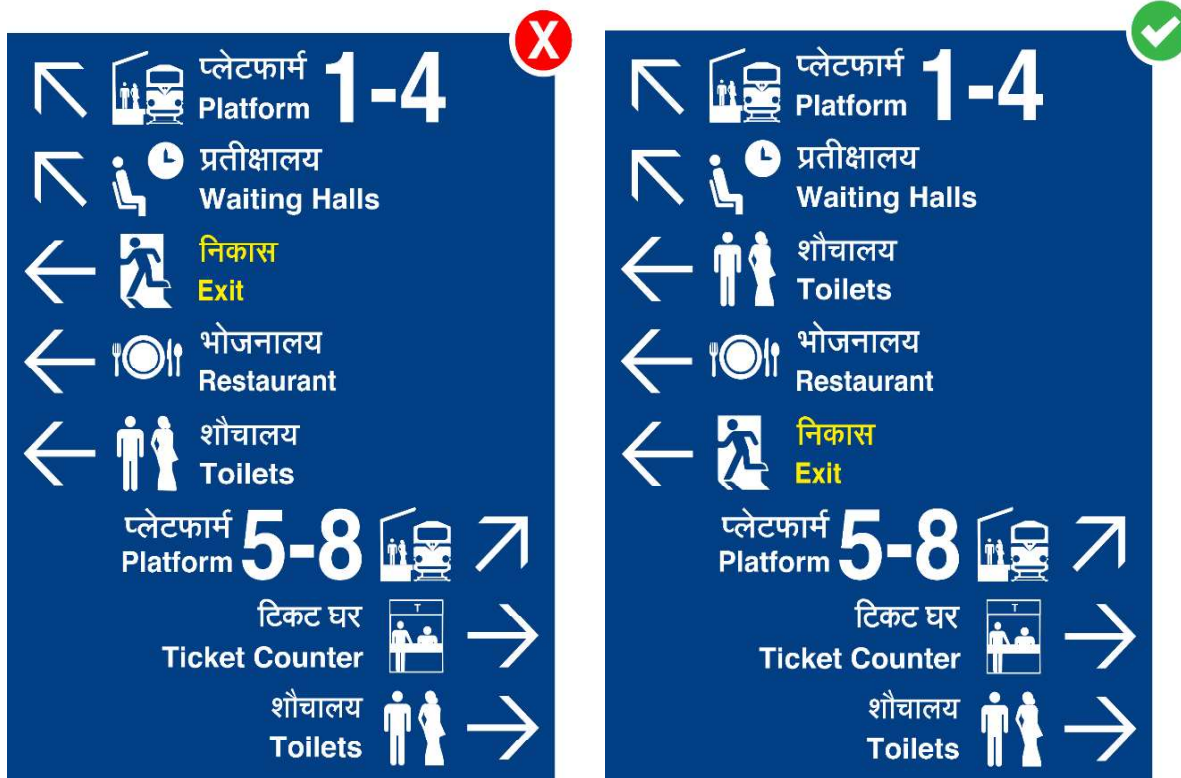 X
प्लेटफार्म
Platform
1-4
प्रतीक्षालय
Waiting Halls
निकास
Exit
भोजनालय
Restaurant
शौचालय
Toilets
प्लेटफार्म
Platform
5-8
टिकट घर
T
Ticket Counter
शौचालय
Toilets
प्लेटफार्म
Platform
1-4
प्रतीक्षालय
Waiting Halls
शौचालय
Toilets
भोजनालय
Restaurant
निकास
Exit
प्लेटफार्म
Platform
5-8
टिकट घर
T
Ticket Counter
शौचालय
Toilets